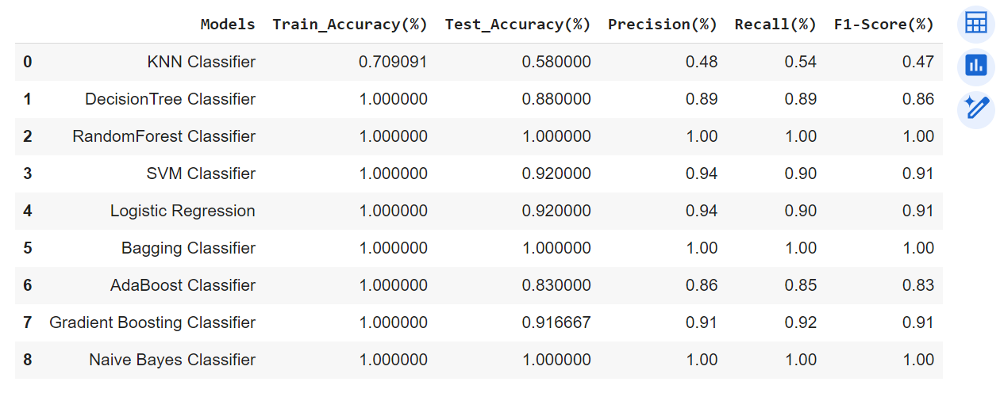 Models Train_Accuracy(%) Test_Accuracy(%) Precision(%) Recall(%) F1-Score(%)
0 KNN Classifier 0.709091 0.580000 0.48 0.54 0.47
1 DecisionTree Classifier 1.000000 0.880000 0.89 0.89 0.86
2 RandomForest Classifier 1.000000 1.000000 1.00 1.00 1.00
3 SVM Classifier 1.000000 0.920000 0.94 0.90 0.91
4 Logistic Regression 1.000000 0.920000 0.94 0.90 0.91
5 Bagging Classifier 1.000000 1.000000 1.00 1.00 1.00
6 AdaBoost Classifier 1.000000 0.830000 0.86 0.85 0.83
7 Gradient Boosting Classifier 1.000000 0.916667 0.91 0.92 0.91
8 Naive Bayes Classifier 1.000000 1.000000 1.00 1.00 1.00